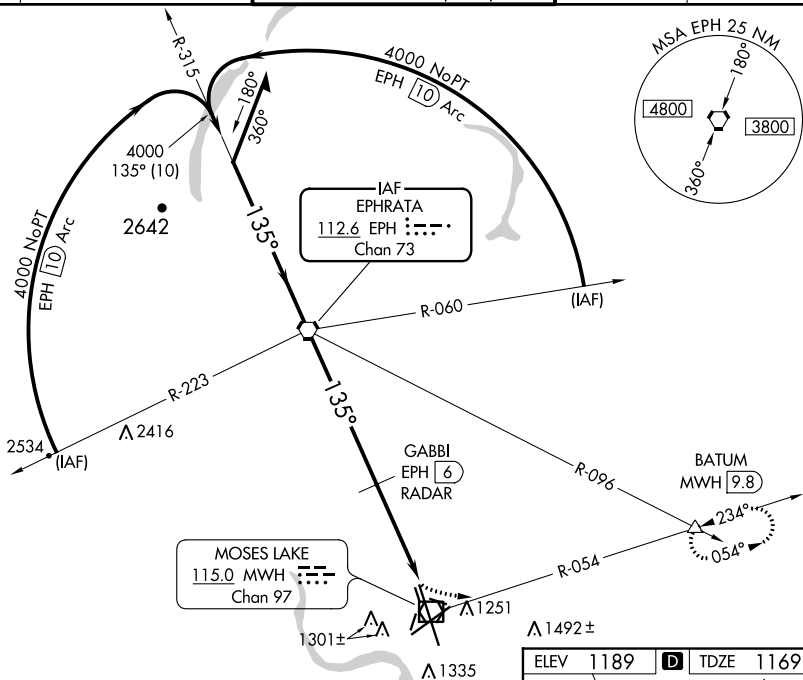 R-315
4000 NoPT
EPH 10 Arc
180°
360°
4000
135° (10)
2642
4000 NoPT
EPH 10 Arc
135°
IAF
EPHRATA
112.6 EPH
Chan 73
MSA EPH 25 NM
180°
4800
3800
360°
R-060
(IAF)
R-223
2534
(IAF)
2416
135°
GABBI
EPH 6
RADAR
R-096
BATUM
MWH 9.8
234°
054°
R-054
MOSES LAKE
115.0 MWH
Chan 97
1251
1301±
1492±
1335
ELEV 1189 D TDZE 1169